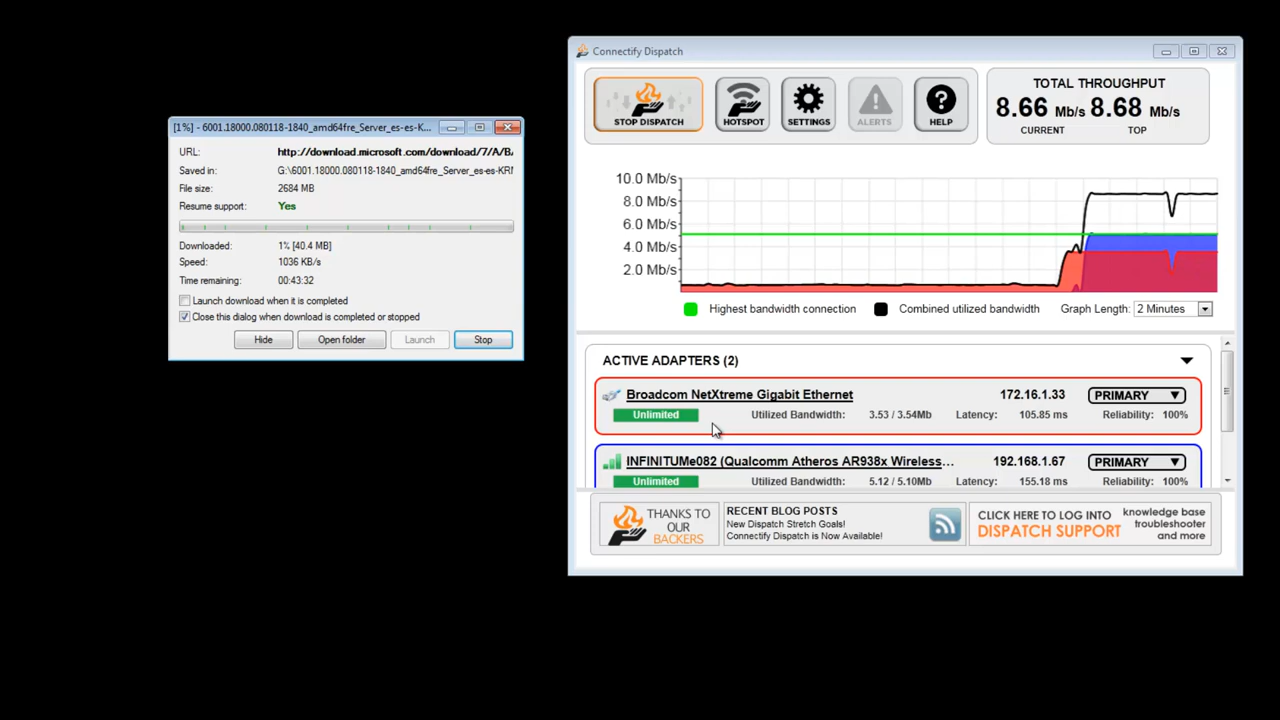 [1%] - 6001.18000.080118-1840_amd64fre_Server_es-es-K...
URL: http://download.microsoft.com/download/7/A/B/
Saved in: G:\6001.18000.080118-1840_amd64fre_Server_es-es-KRM
File size: 2684 MB
Resume support: Yes
Downloaded: 1% [40.4 MB]
Speed: 1036 KB/s
Time remaining: 00:43:32
Launch download when it is completed
Close this dialog when download is completed or stopped
Hide Open folder Launch Stop
Connectify Dispatch
STOP DISPATCH HOTSPOT SETTINGS ALERTS HELP
TOTAL THROUGHPUT
8.66 Mb/s 8.68 Mb/s
CURRENT TOP
10.0 Mb/s
8.0 Mb/s
6.0 Mb/s
4.0 Mb/s
2.0 Mb/s
Highest bandwidth connection Combined utilized bandwidth Graph Length: 2 Minutes
ACTIVE ADAPTERS (2)
Broadcom NetXtreme Gigabit Ethernet 172.16.1.33 PRIMARY
Unlimited Utilized Bandwidth: 3.53 / 3.54Mb Latency: 105.85 ms Reliability: 100%
INFINITUMe082 (Qualcomm Atheros AR938x Wireless... 192.168.1.67 PRIMARY
Unlimited Utilized Bandwidth: 5.12 / 5.10Mb Latency: 155.18 ms Reliability: 100%
THANKS TO
OUR
BACKERS
RECENT BLOG POSTS
New Dispatch Stretch Goals!
Connectify Dispatch is Now Available!
CLICK HERE TO LOG INTO
DISPATCH SUPPORT
knowledge base
troubleshooter
and more